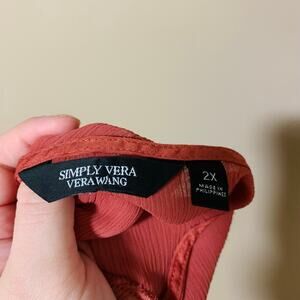 SIMPLY VERA
VERA WANG
2X
MADE IN
PHILIPPINES